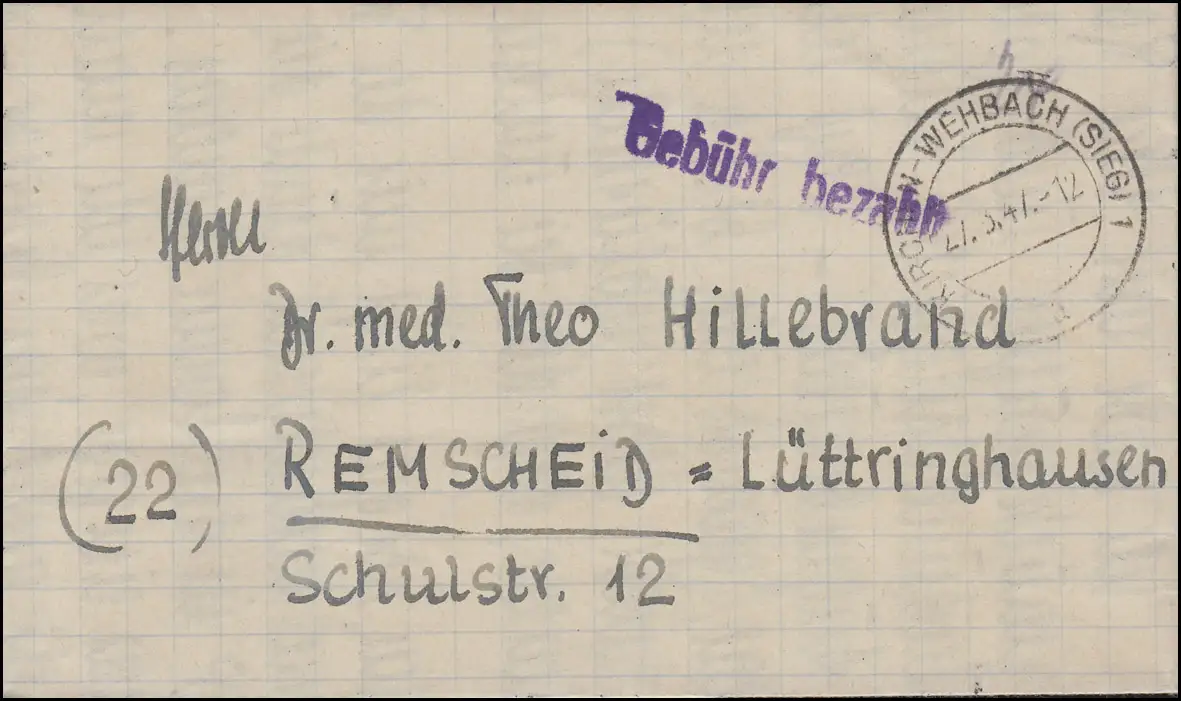 Gebühr bezahlt
KIRCHEN-WEHBACH (SIEG) 1
27.3.47.-12
a
Herrn
Dr. med. Theo Hillebrand
(22) REMSCHEiD = Lüttringhausen
Schulstr. 12